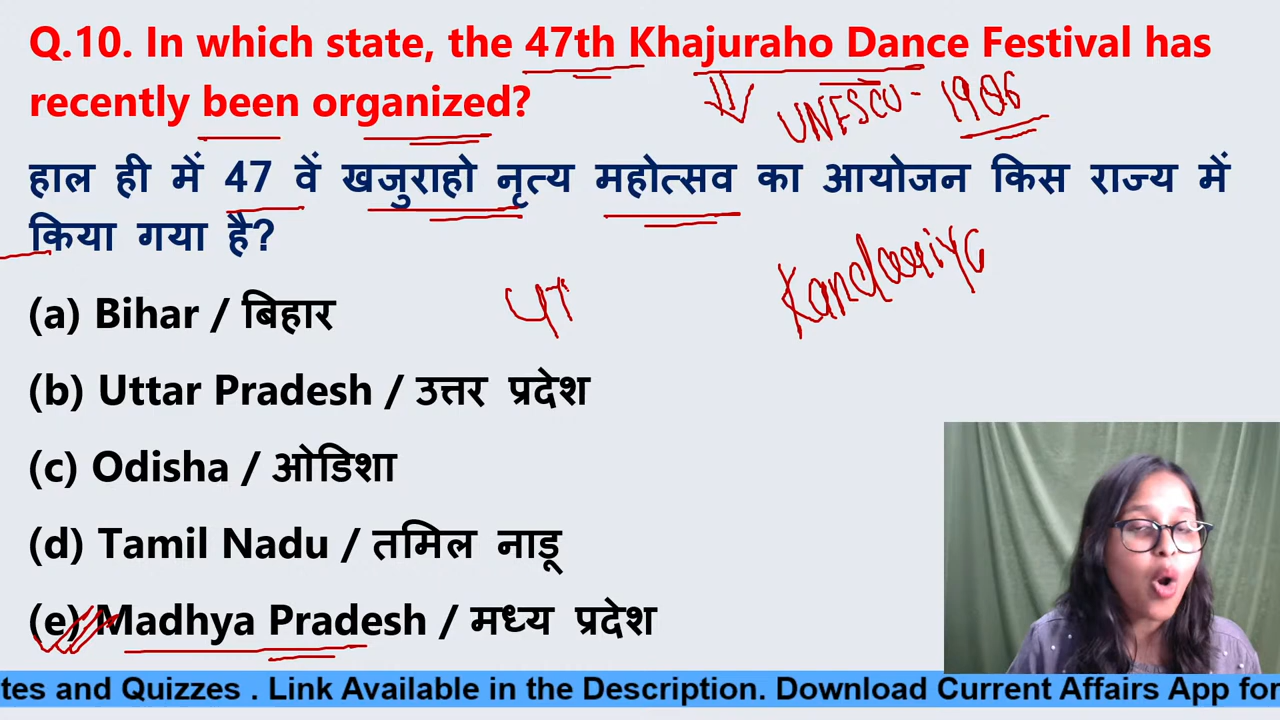 Q.10. In which state, the 47th Khajuraho Dance Festival has
recently been organized?
UNESCO - 1986
हाल ही में 47 वें खजुराहो नृत्य महोत्सव का आयोजन किस राज्य में
किया गया है?
Kandariya
(a) Bihar / बिहार
(b) Uttar Pradesh / उत्तर प्रदेश
(c) Odisha / ओडिशा
(d) Tamil Nadu / तमिल नाडू
(e) Madhya Pradesh / मध्य प्रदेश
tes and Quizzes . Link Available in the Description. Download Current Affairs App for